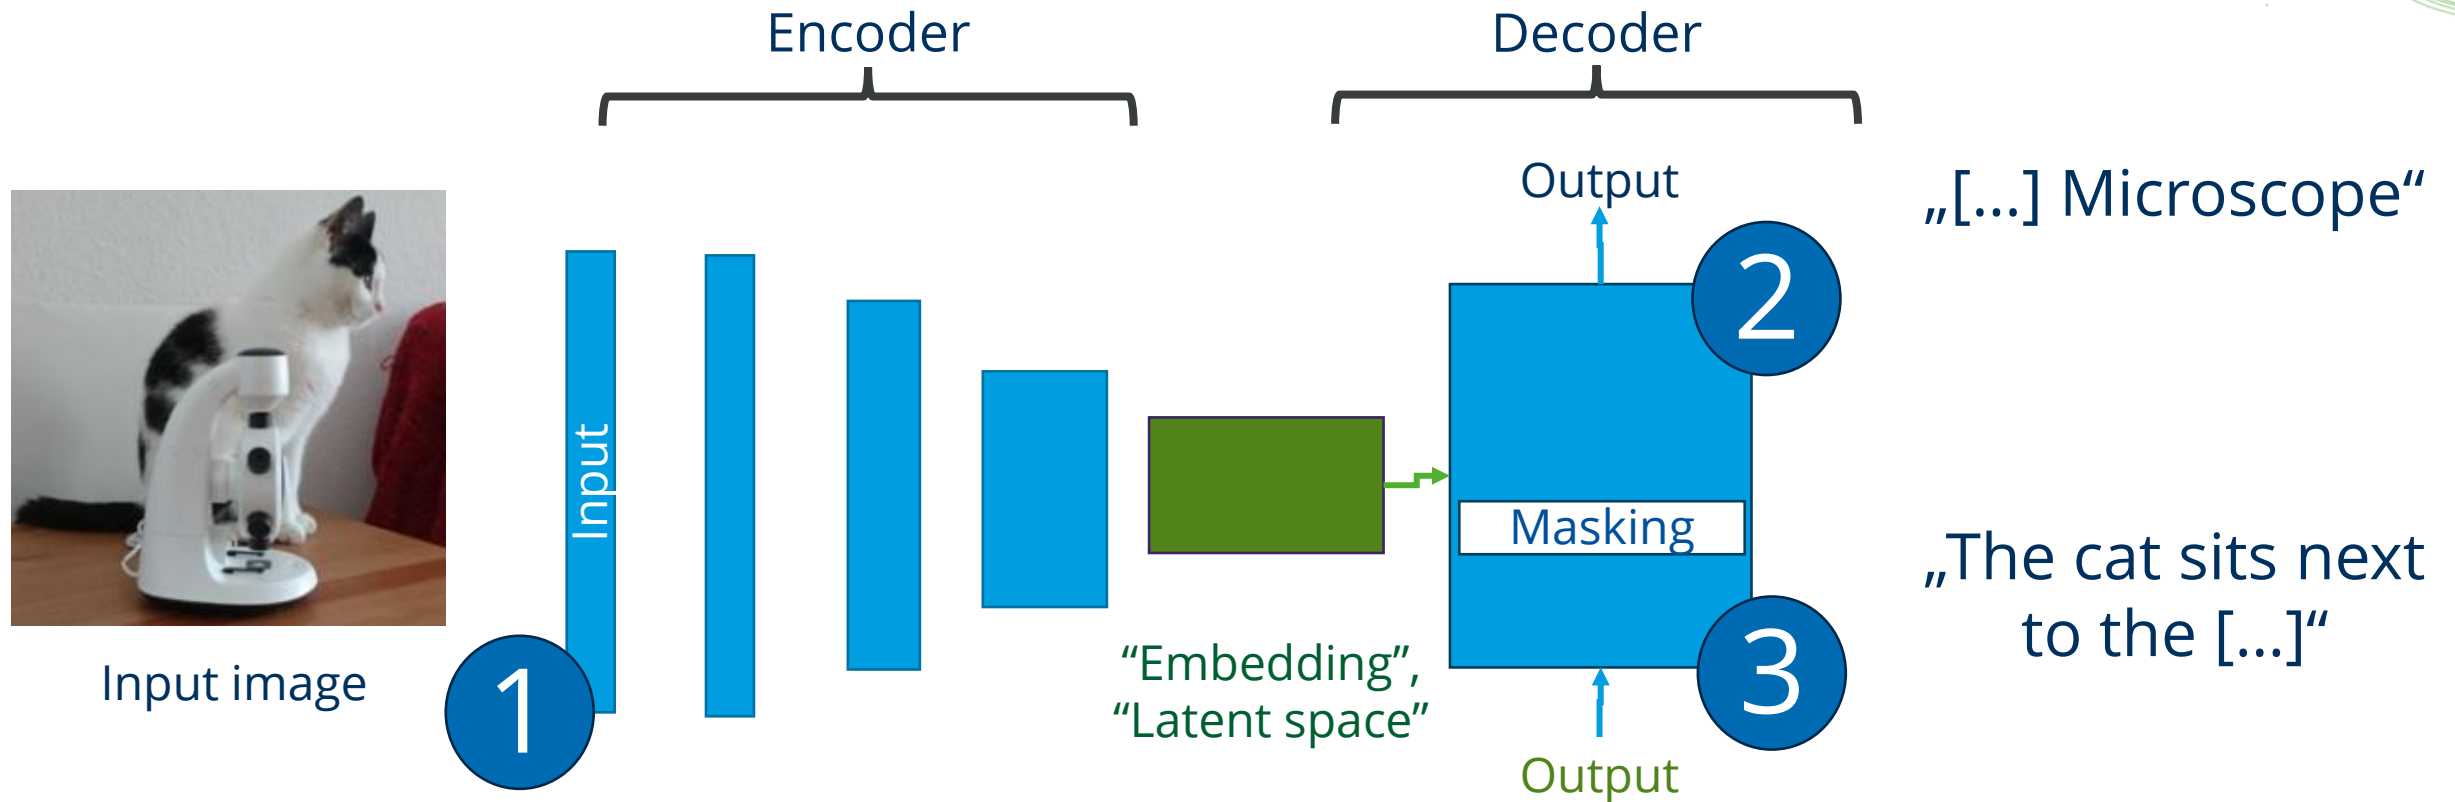 Encoder
Decoder
Output
„[...] Microscope“
2
Input
Masking
„The cat sits next
to the [...]“
“Embedding”,
“Latent space”
3
Input image
1
Output